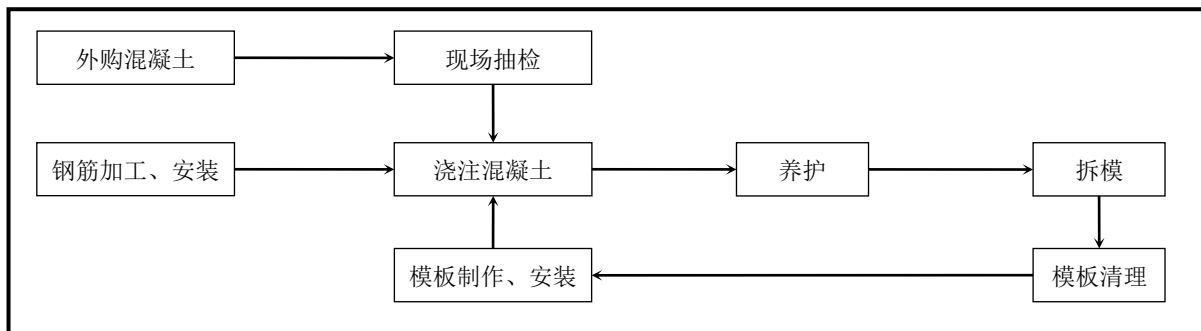 外购混凝土
现场抽检
钢筋加工、安装
浇注混凝土
养护
拆模
模板制作、安装
模板清理